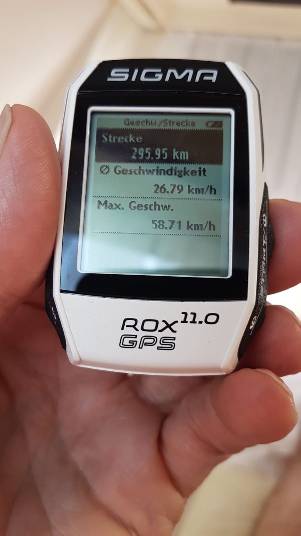 SIGMA
Geschw./Strecke
Strecke
295.95 km
Ø Geschwindigkeit
26.79 km/h
Max. Geschw.
58.71 km/h
ROX 11.0
GPS